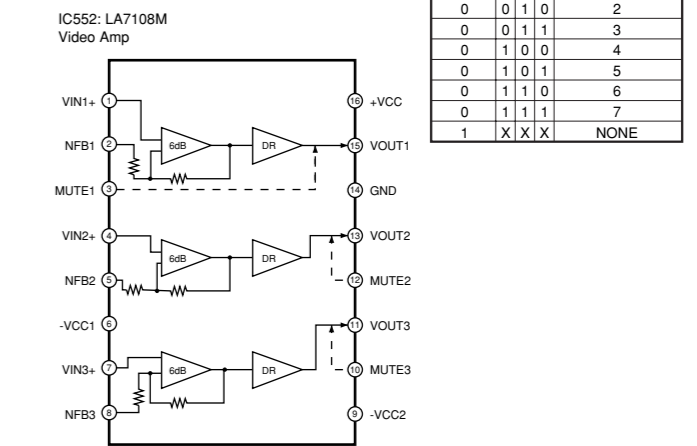 IC552: LA7108M
Video Amp
VIN1+ 1
NFB1 2
MUTE1 3
VIN2+ 4
NFB2 5
-VCC1 6
VIN3+ 7
NFB3 8
6dB DR
6dB DR
6dB DR
16 +VCC
15 VOUT1
14 GND
13 VOUT2
12 MUTE2
11 VOUT3
10 MUTE3
9 -VCC2
0 0 1 0 2
0 0 1 1 3
0 1 0 0 4
0 1 0 1 5
0 1 1 0 6
0 1 1 1 7
1 X X X NONE